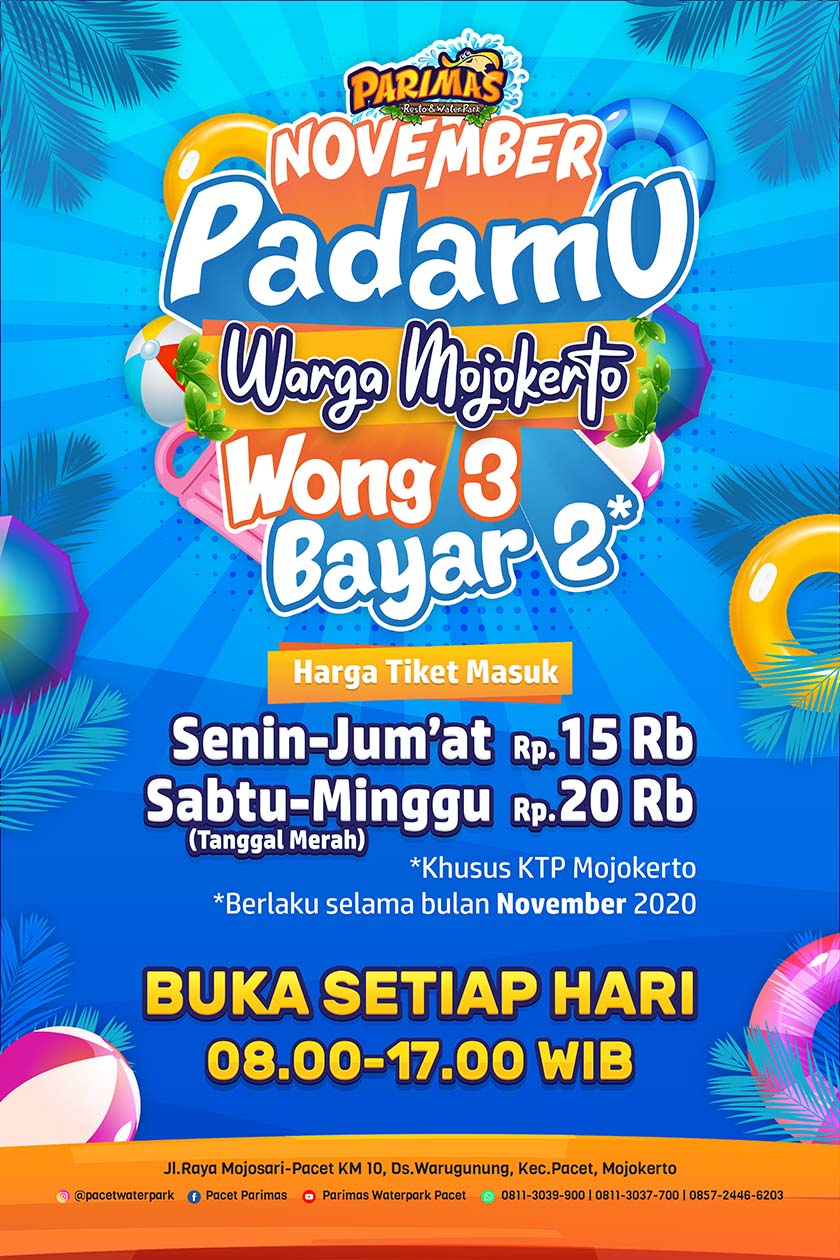 PARIMAS
Resto & WaterPark
NOVEMBER
PadamU
Warga Mojokerto
Wong 3
Bayar 2*
Harga Tiket Masuk
Senin-Jum'at Rp.15 Rb
Sabtu-Minggu Rp.20 Rb
(Tanggal Merah)
*Khusus KTP Mojokerto
*Berlaku selama bulan November 2020
BUKA SETIAP HARI
08.00-17.00 WIB
Jl.Raya Mojosari-Pacet KM 10, Ds.Warugunung, Kec.Pacet, Mojokerto
@pacetwaterpark Pacet Parimas Parimas Waterpark Pacet 0811-3039-900 | 0811-3037-700 | 0857-2446-6203